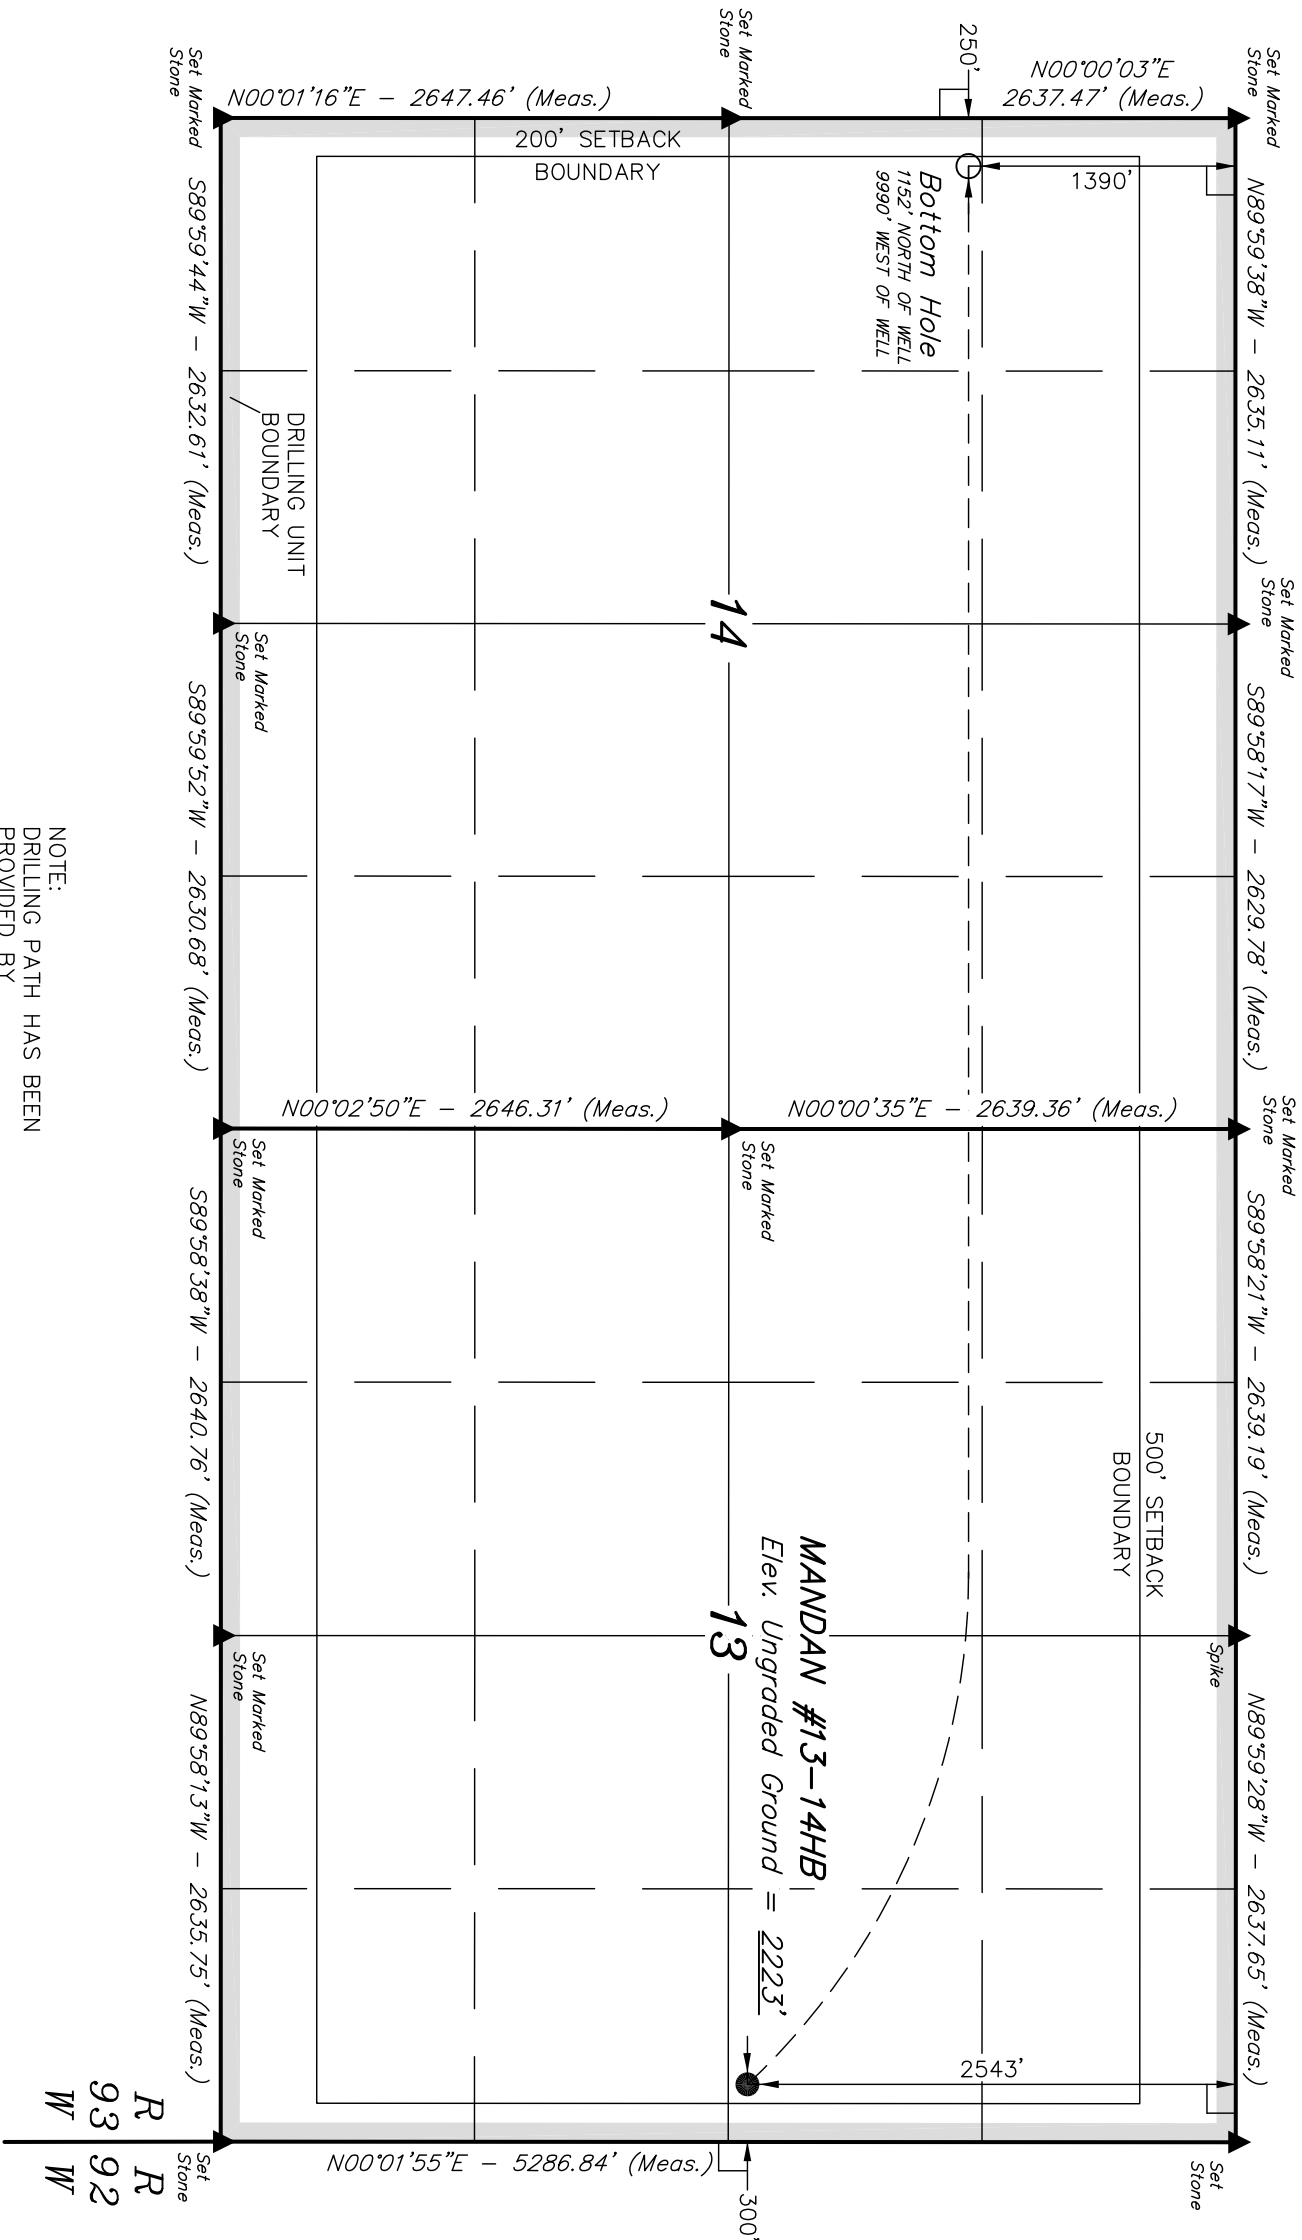 Set Marked
Stone
N89°59'38"W - 2635.11' (Meas.)
Set Marked
Stone
S89°58'17"W - 2629.78' (Meas.)
Set Marked
Stone
S89°58'21"W - 2639.19' (Meas.)
Spike
N89°59'28"W - 2637.65' (Meas.)
Set
Stone
N00°00'03"E
2637.47' (Meas.)
250'
1390'
500' SETBACK
BOUNDARY
Bottom Hole
1152' NORTH OF WELL
9990' WEST OF WELL
N00°00'35"E - 2639.36' (Meas.)
MANDAN #13-14HB
Elev. Ungraded Ground = 2223'
2543'
300'
Set Marked
Stone
14
Set Marked
Stone
13
N00°01'16"E - 2647.46' (Meas.)
200' SETBACK
BOUNDARY
N00°02'50"E - 2646.31' (Meas.)
N00°01'55"E - 5286.84' (Meas.)
DRILLING UNIT
BOUNDARY
Set Marked
Stone
Set Marked
Stone
Set Marked
Stone
Set Marked
Stone
S89°59'44"W - 2632.61' (Meas.)
S89°59'52"W - 2630.68' (Meas.)
S89°58'38"W - 2640.76' (Meas.)
N89°58'13"W - 2635.75' (Meas.)
Set
Stone
R R
93 92
W W
NOTE:
DRILLING PATH HAS BEEN
PROVIDED BY